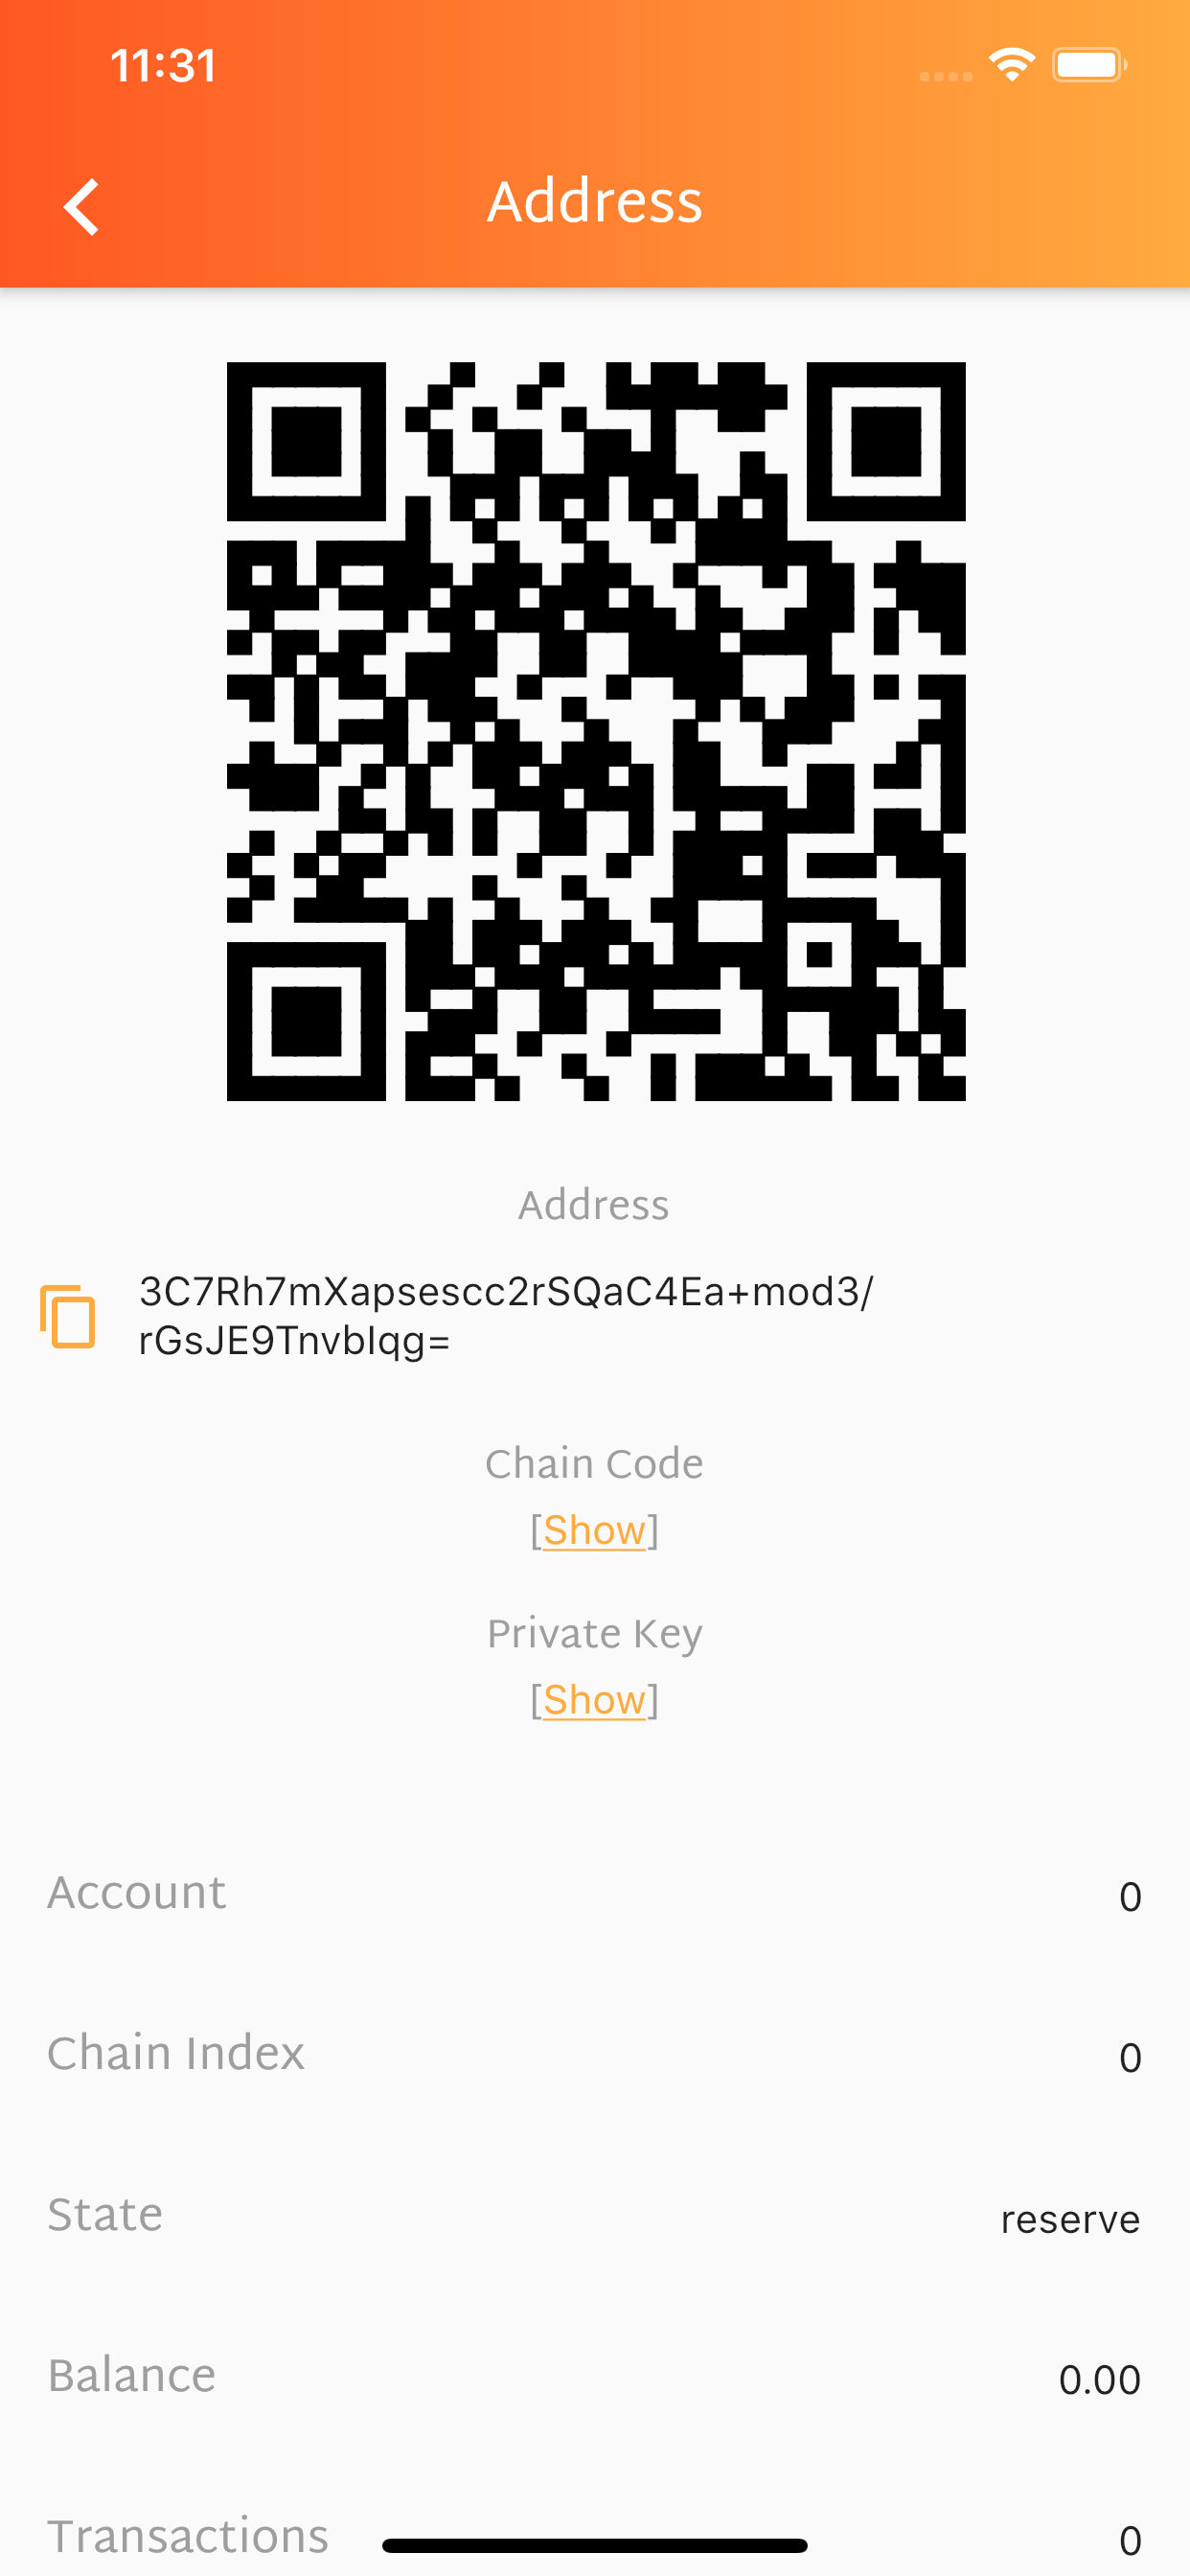 11:31
Address
Address
3C7Rh7mXapsescc2rSQaC4Ea+mod3/
rGsJE9TnvbIqg=
Chain Code
[Show]
Private Key
[Show]
Account 0
Chain Index 0
State reserve
Balance 0.00
Transactions 0